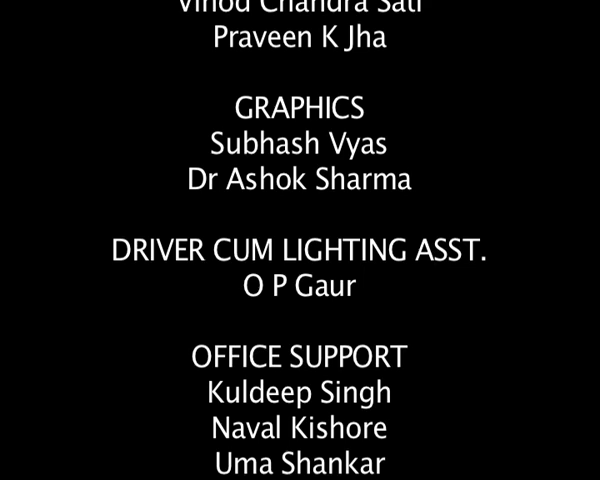 Vinod Chandra Sati
Praveen K Jha
GRAPHICS
Subhash Vyas
Dr Ashok Sharma
DRIVER CUM LIGHTING ASST.
O P Gaur
OFFICE SUPPORT
Kuldeep Singh
Naval Kishore
Uma Shankar